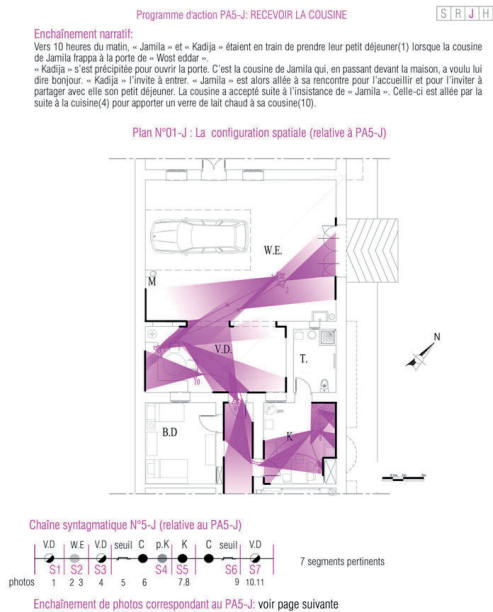 Programme d'action PA5-J: RECEVOIR LA COUSINE
S R J H
Enchaînement narratif:
Vers 10 heures du matin, « Jamila » et « Kadija » étaient en train de prendre leur petit déjeuner(1) lorsque la cousine
de Jamila frappa à la porte de « Wost eddar ».
« Kadija » s'est précipitée pour ouvrir la porte. C'est la cousine de Jamila qui, en passant devant la maison, a voulu lui
dire bonjour. « Kadija » l'invite à entrer. « Jamila » est alors allée à sa rencontre pour l'accueillir et pour l'inviter à
partager avec elle son petit déjeuner. La cousine a accepté suite à l'insistance de « Jamila ». Celle-ci est allée par la
suite à la cuisine(4) pour apporter un verre de lait chaud à sa cousine(10).
Plan N°01-J : La configuration spatiale (relative à PA5-J)
W.E.
M
V.D.
T.
N
10
B.D
K
Chaîne syntagmatique N°5-J (relative au PA5-J)
V.D W.E V.D seuil C p.K K C seuil V.D
S1 S2 S3 S4 S5 S6 S7
7 segments pertinents
photos 1 2 3 4 5 6 7.8 9 10.11
Enchaînement de photos correspondant au PA5-J: voir page suivante